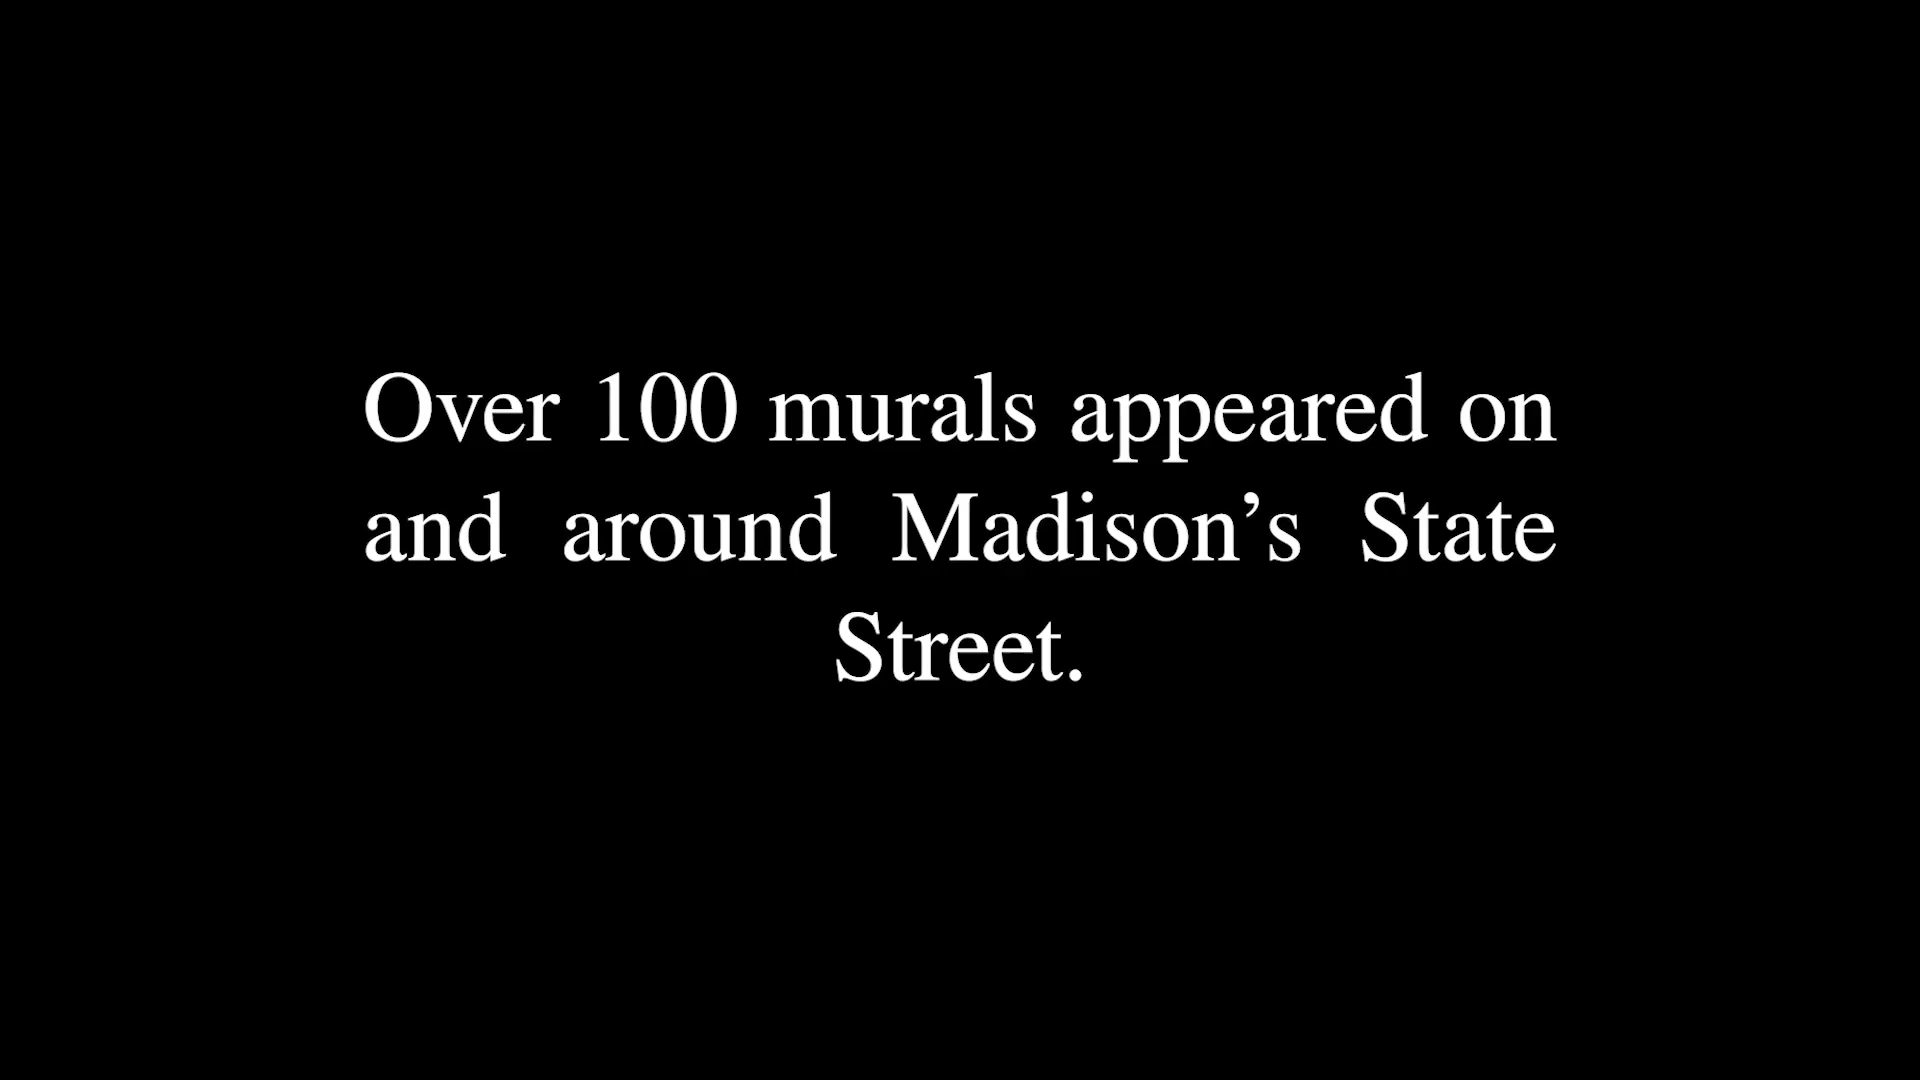 Over 100 murals appeared on
and around Madison’s State
Street.